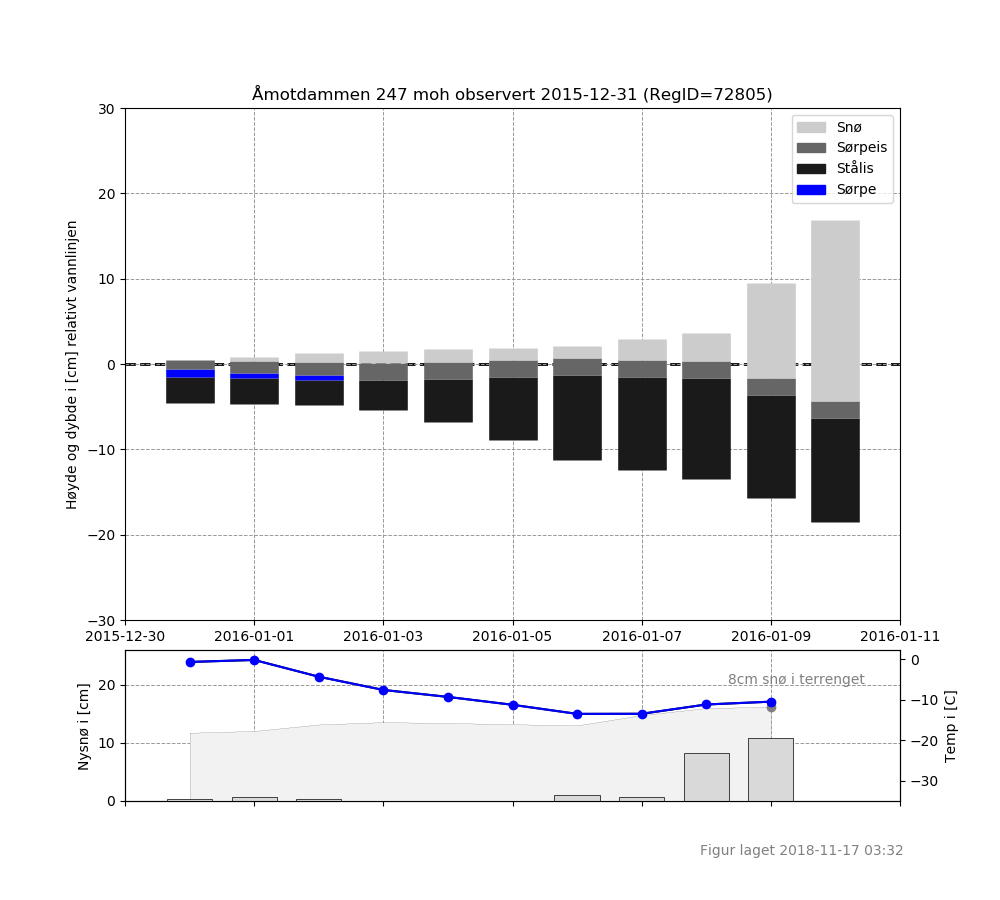 Åmotdammen 247 moh observert 2015-12-31 (RegID=72805)
Høyde og dybde i [cm] relativt vannlinjen
30
20
10
0
−10
−20
−30
Snø
Sørpeis
Stålis
Sørpe
2015-12-30 2016-01-01 2016-01-03 2016-01-05 2016-01-07 2016-01-09 2016-01-11
Nysnø i [cm]
20
10
0
8cm snø i terrenget
0
−10
−20
−30
Temp i [C]
Figur laget 2018-11-17 03:32